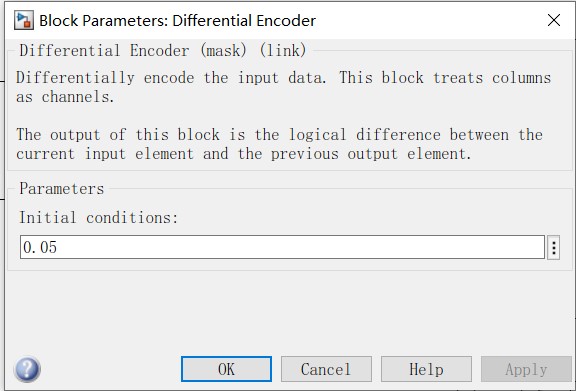 Block Parameters: Differential Encoder
Differential Encoder (mask) (link)
Differentially encode the input data. This block treats columns
as channels.
The output of this block is the logical difference between the
current input element and the previous output element.
Parameters
Initial conditions:
0.05
OK
Cancel
Help
Apply